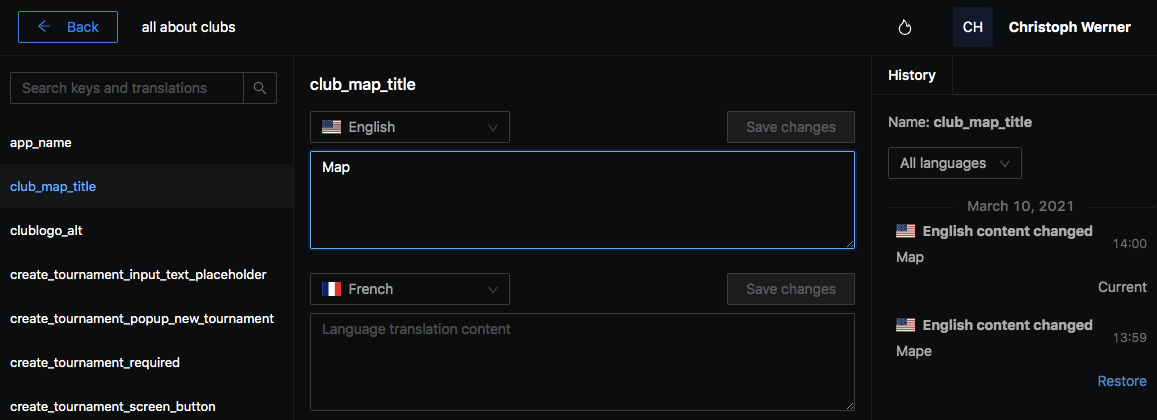 Back
all about clubs
CH
Christoph Werner
Search keys and translations
app_name
club_map_title
clublogo_alt
create_tournament_input_text_placeholder
create_tournament_popup_new_tournament
create_tournament_required
create_tournament_screen_button
club_map_title
English
Save changes
Map
French
Save changes
Language translation content
History
Name: club_map_title
All languages
March 10, 2021
English content changed
14:00
Map
Current
English content changed
13:59
Mape
Restore